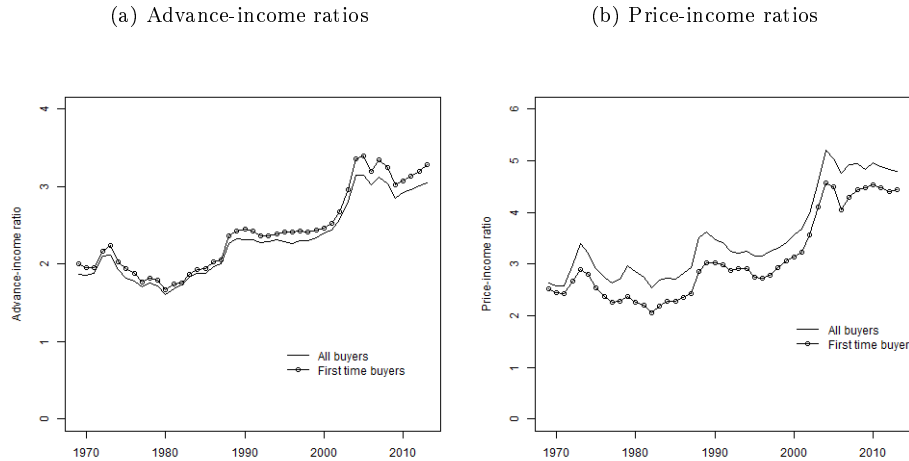 (a) Advance-income ratios
(b) Price-income ratios
4
3
2
1
0
Advance-income ratio
All buyers
First time buyers
1970 1980 1990 2000 2010
6
5
4
3
2
1
0
Price-income ratio
All buyers
First time buyer
1970 1980 1990 2000 2010